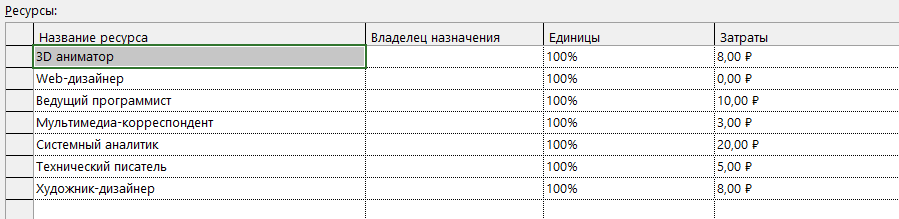 Ресурсы:
Название ресурса Владелец назначения Единицы Затраты
3D аниматор 100% 8,00 ₽
Web-дизайнер 100% 0,00 ₽
Ведущий программист 100% 10,00 ₽
Мультимедиа-корреспондент 100% 3,00 ₽
Системный аналитик 100% 20,00 ₽
Технический писатель 100% 5,00 ₽
Художник-дизайнер 100% 8,00 ₽